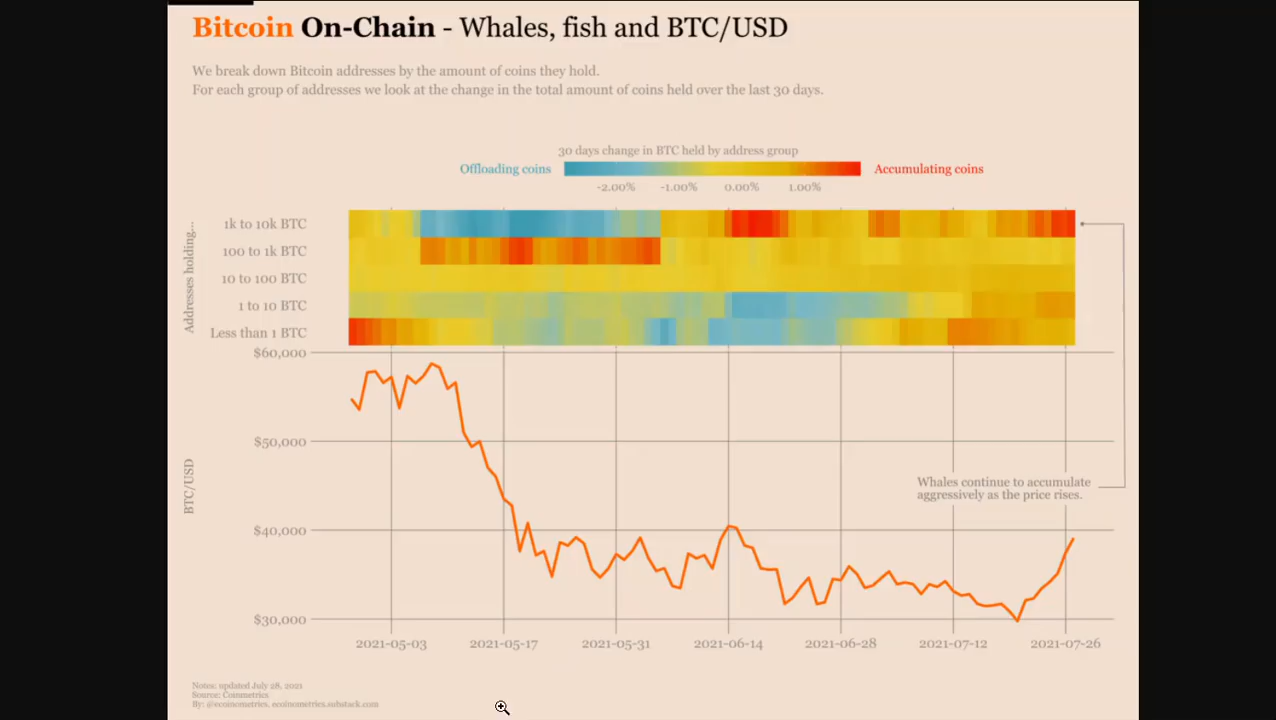 Bitcoin On-Chain - Whales, fish and BTC/USD
We break down Bitcoin addresses by the amount of coins they hold.
For each group of addresses we look at the change in the total amount of coins held over the last 30 days.
30 days change in BTC held by address group
Offloading coins
Accumulating coins
-2.00% -1.00% 0.00% 1.00%
Addresses holding...
1k to 10k BTC
100 to 1k BTC
10 to 100 BTC
1 to 10 BTC
Less than 1 BTC
$60,000
$50,000
$40,000
$30,000
BTC/USD
Whales continue to accumulate
aggressively as the price rises.
2021-05-03 2021-05-17 2021-05-31 2021-06-14 2021-06-28 2021-07-12 2021-07-26
Notes: updated July 28, 2021
Source: Coinmetrics
By: @ecoinometrics, ecoinometrics.substack.com